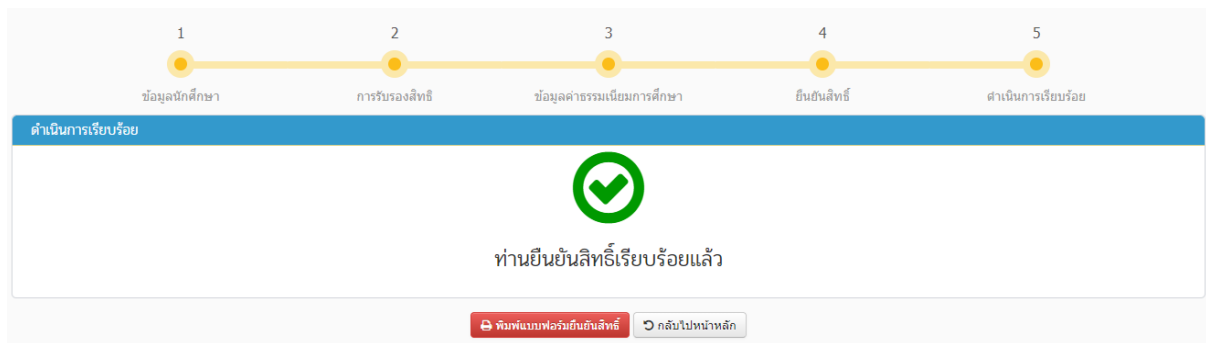 1 2 3 4 5
ข้อมูลนักศึกษา การรับรองสิทธิ ข้อมูลค่าธรรมเนียมการศึกษา ยืนยันสิทธิ์ ดำเนินการเรียบร้อย
ดำเนินการเรียบร้อย
ท่านยืนยันสิทธิ์เรียบร้อยแล้ว
พิมพ์แบบฟอร์มยืนยันสิทธิ์ กลับไปหน้าหลัก